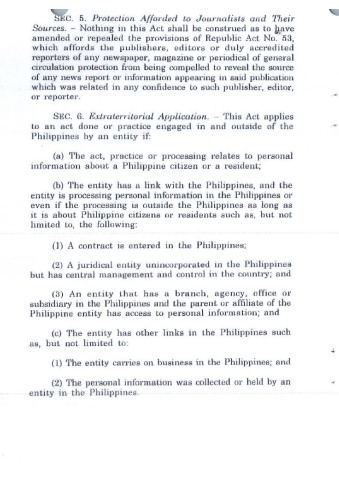 SEC. 5. Protection Afforded to Journalists and Their
Sources. – Nothing in this Act shall be construed as to have
amended or repealed the provisions of Republic Act No. 53,
which affords the publishers, editors or duly accredited
reporters of any newspaper, magazine or periodical of general
circulation protection from being compelled to reveal the source
of any news report or information appearing in said publication
which was related in any confidence to such publisher, editor,
or reporter.
SEC. 6. Extraterritorial Application. – This Act applies
to an act done or practice engaged in and outside of the
Philippines by an entity if:
(a) The act, practice or processing relates to personal
information about a Philippine citizen or a resident;
(b) The entity has a link with the Philippines, and the
entity is processing personal information in the Philippines or
even if the processing is outside the Philippines as long as
it is about Philippine citizens or residents such as, but not
limited to, the following:
(1) A contract is entered in the Philippines;
(2) A juridical entity unincorporated in the Philippines
but has central management and control in the country; and
(3) An entity that has a branch, agency, office or
subsidiary in the Philippines and the parent or affiliate of the
Philippine entity has access to personal information; and
(c) The entity has other links in the Philippines such
as, but not limited to:
(1) The entity carries on business in the Philippines; and
(2) The personal information was collected or held by an
entity in the Philippines.